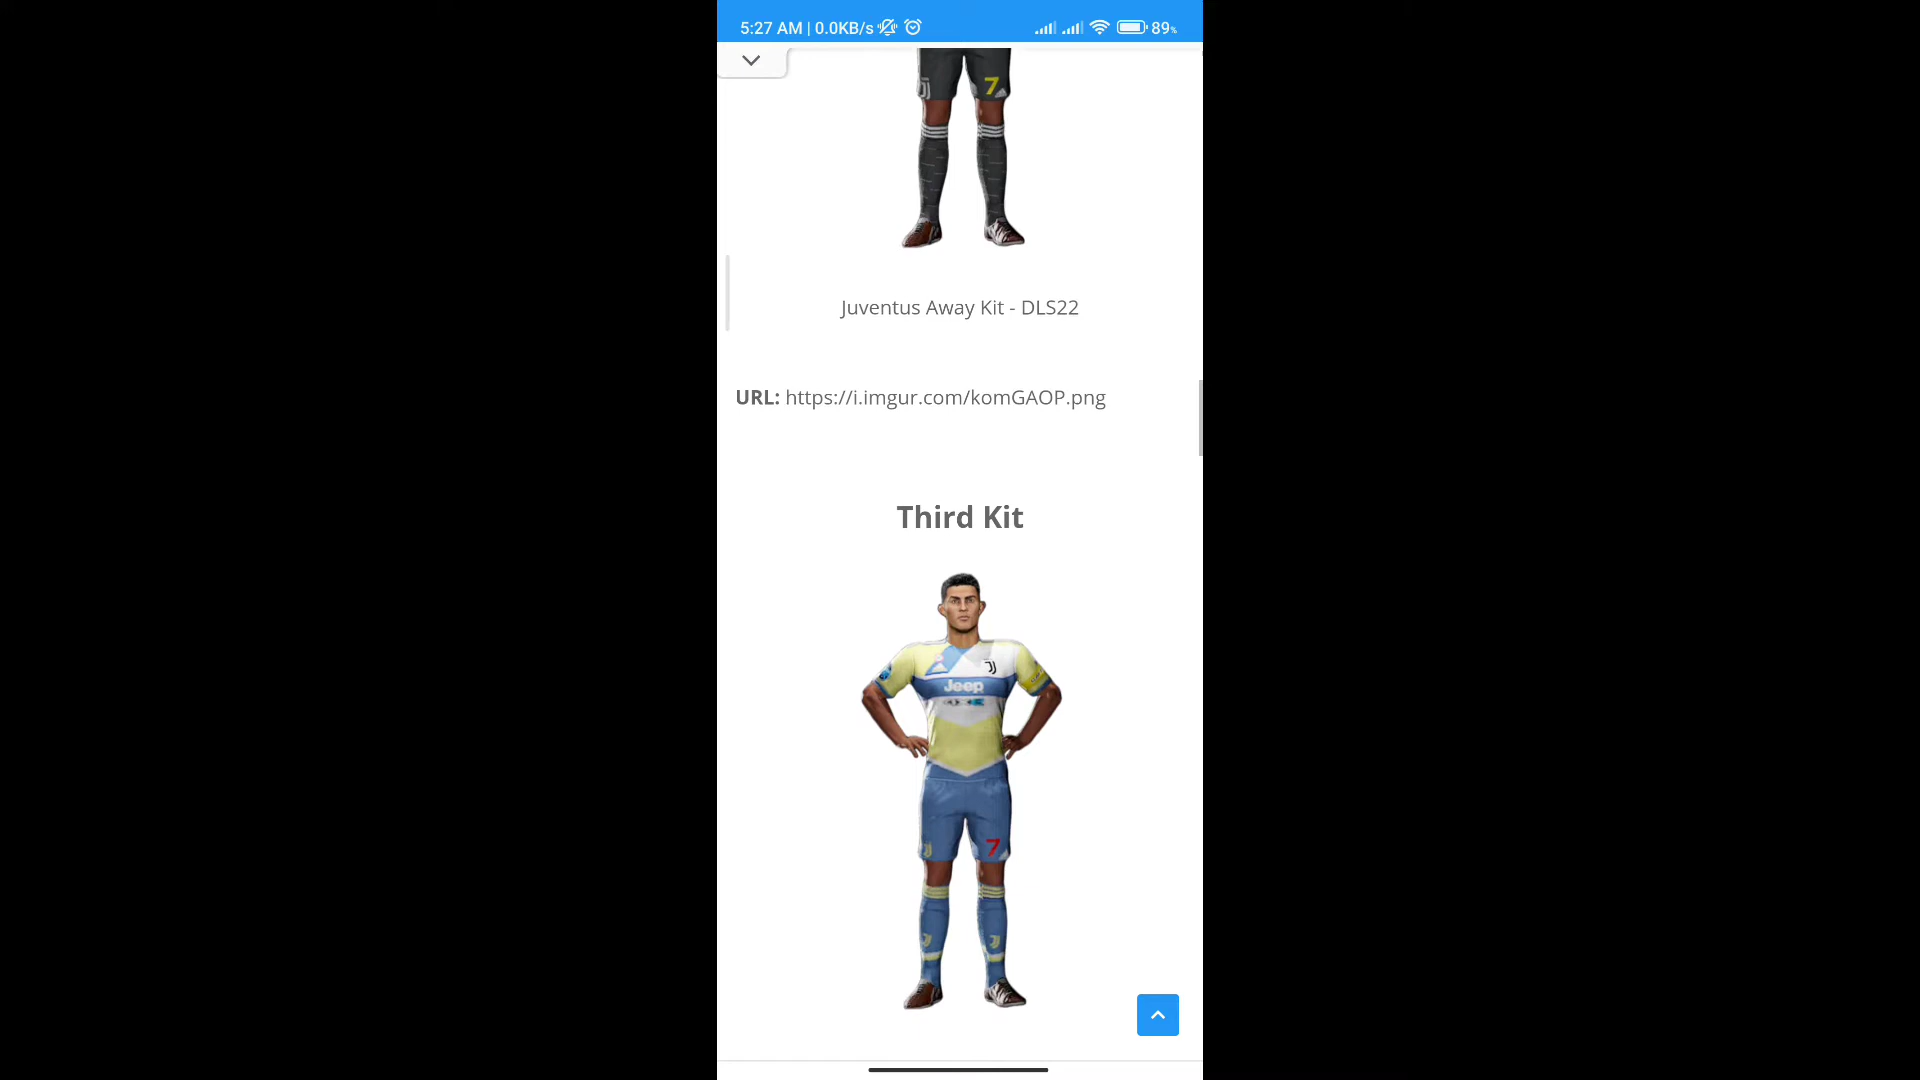 5:27 AM | 0.0KB/s
89%
7
Juventus Away Kit - DLS22
URL: https://i.imgur.com/komGAOP.png
Third Kit
Jeep
7